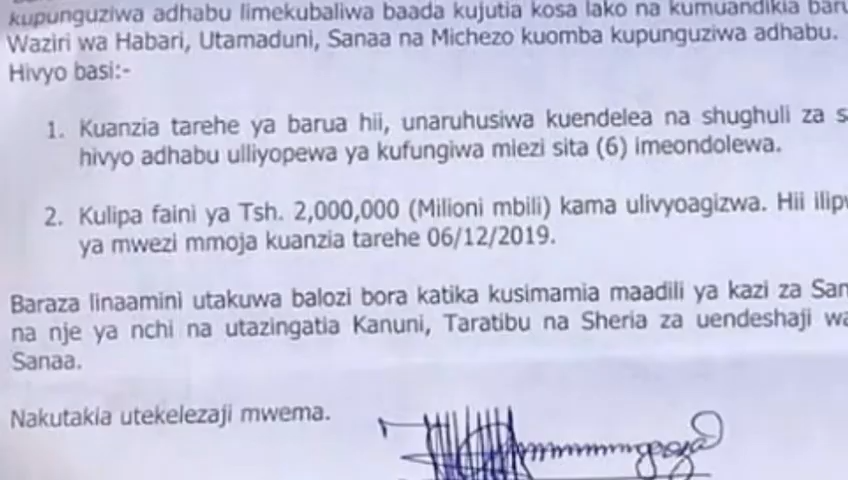 kupunguziwa adhabu limekubaliwa baada kujutia kosa lako na kumuandikia baru
Waziri wa Habari, Utamaduni, Sanaa na Michezo kuomba kupunguziwa adhabu.
Hivyo basi:-
1. Kuanzia tarehe ya barua hii, unaruhusiwa kuendelea na shughuli za s
hivyo adhabu ulliyopewa ya kufungiwa miezi sita (6) imeondolewa.
2. Kulipa faini ya Tsh. 2,000,000 (Milioni mbili) kama ulivyoagizwa. Hii ilip
ya mwezi mmoja kuanzia tarehe 06/12/2019.
Baraza linaamini utakuwa balozi bora katika kusimamia maadili ya kazi za San
na nje ya nchi na utazingatia Kanuni, Taratibu na Sheria za uendeshaji wa
Sanaa.
Nakutakia utekelezaji mwema.